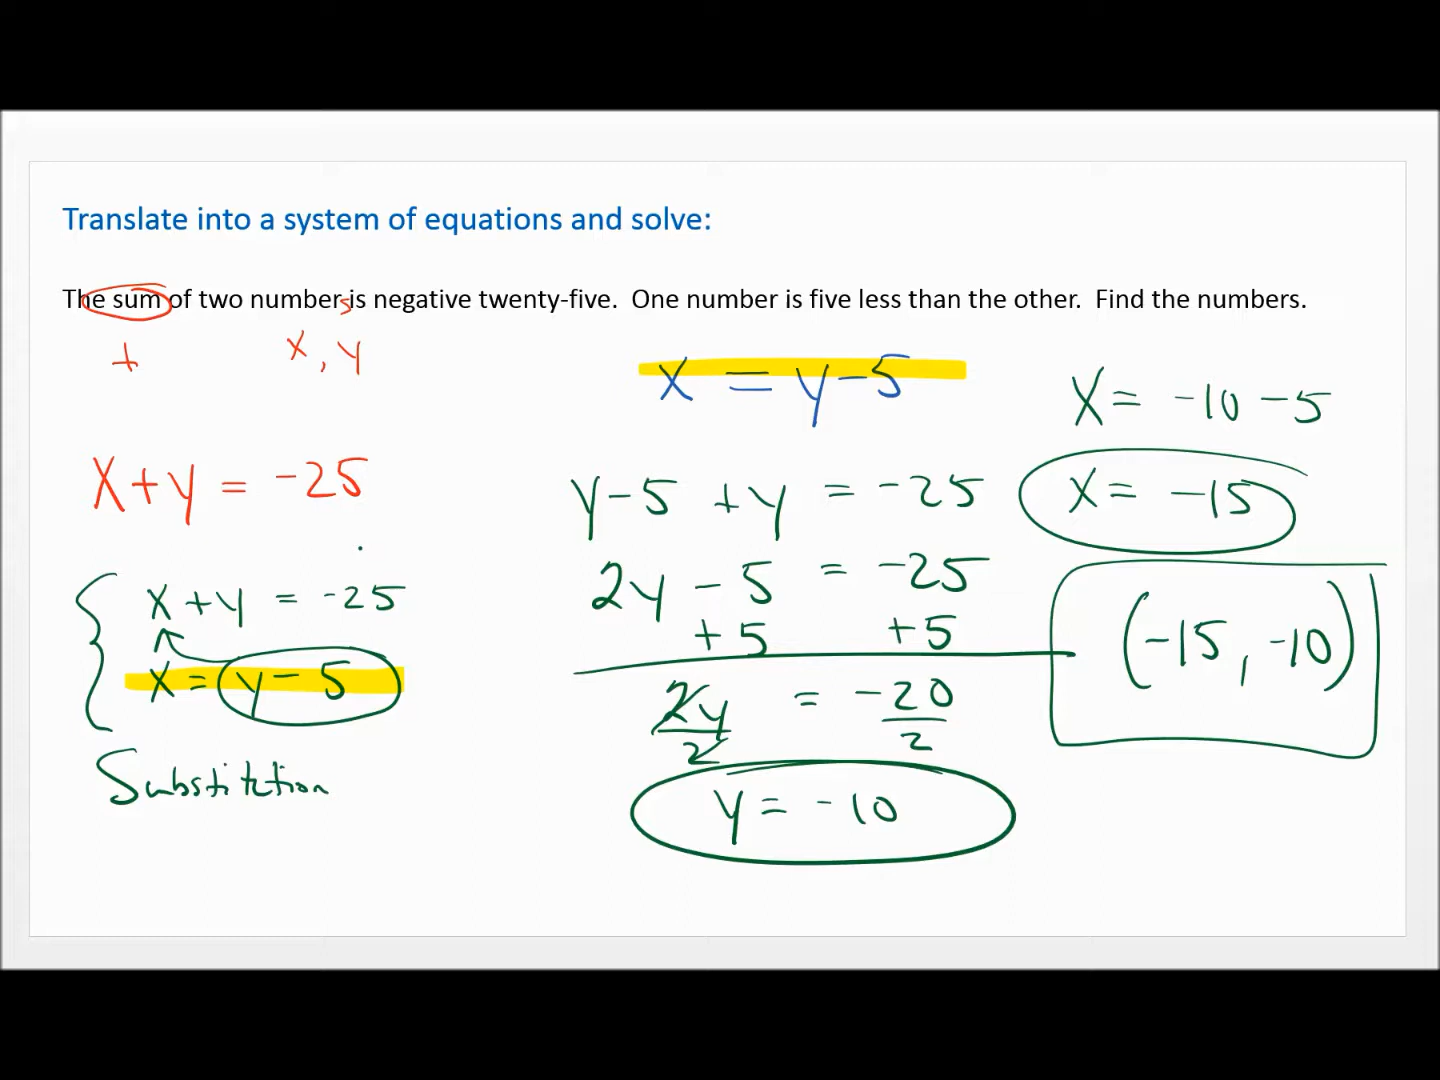 Translate into a system of equations and solve:
The sum of two numbers is negative twenty-five. One number is five less than the other. Find the numbers.
+ x, y
x = y - 5
x + y = -25
x + y = -25
x = y - 5
Substitution
y - 5 + y = -25
2y - 5 = -25
+5 +5
2y = -20
2 2
y = -10
x = -10 - 5
x = -15
(-15, -10)